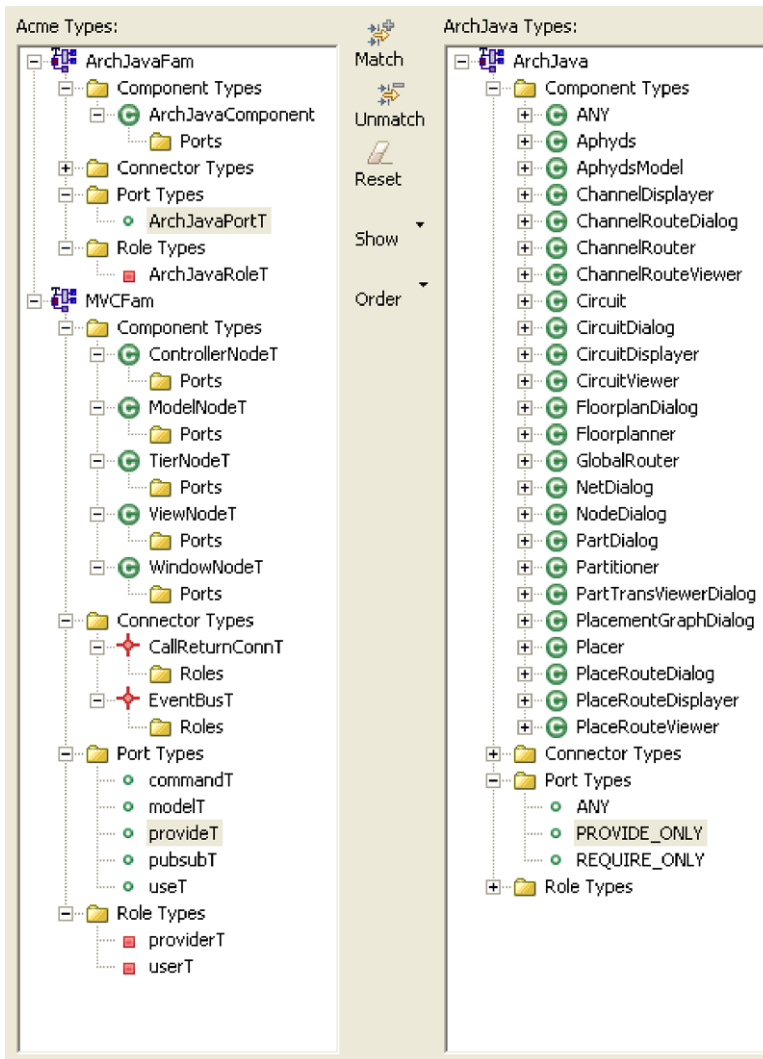 Acme Types:
ArchJavaFam
Component Types
ArchJavaComponent
Ports
Connector Types
Port Types
ArchJavaPortT
Role Types
ArchJavaRoleT
MVCFam
Component Types
ControllerNodeT
Ports
ModelNodeT
Ports
TierNodeT
Ports
ViewNodeT
Ports
WindowNodeT
Ports
Connector Types
CallReturnConnT
Roles
EventBusT
Roles
Port Types
commandT
modelT
provideT
pubsubT
useT
Role Types
providerT
userT
Match
Unmatch
Reset
Show
Order
ArchJava Types:
ArchJava
Component Types
ANY
Aphyds
AphydsModel
ChannelDisplayer
ChannelRouteDialog
ChannelRouter
ChannelRouteViewer
Circuit
CircuitDialog
CircuitDisplayer
CircuitViewer
FloorplanDialog
Floorplanner
GlobalRouter
NetDialog
NodeDialog
PartDialog
Partitioner
PartTransViewerDialog
PlacementGraphDialog
Placer
PlaceRouteDialog
PlaceRouteDisplayer
PlaceRouteViewer
Connector Types
Port Types
ANY
PROVIDE_ONLY
REQUIRE_ONLY
Role Types